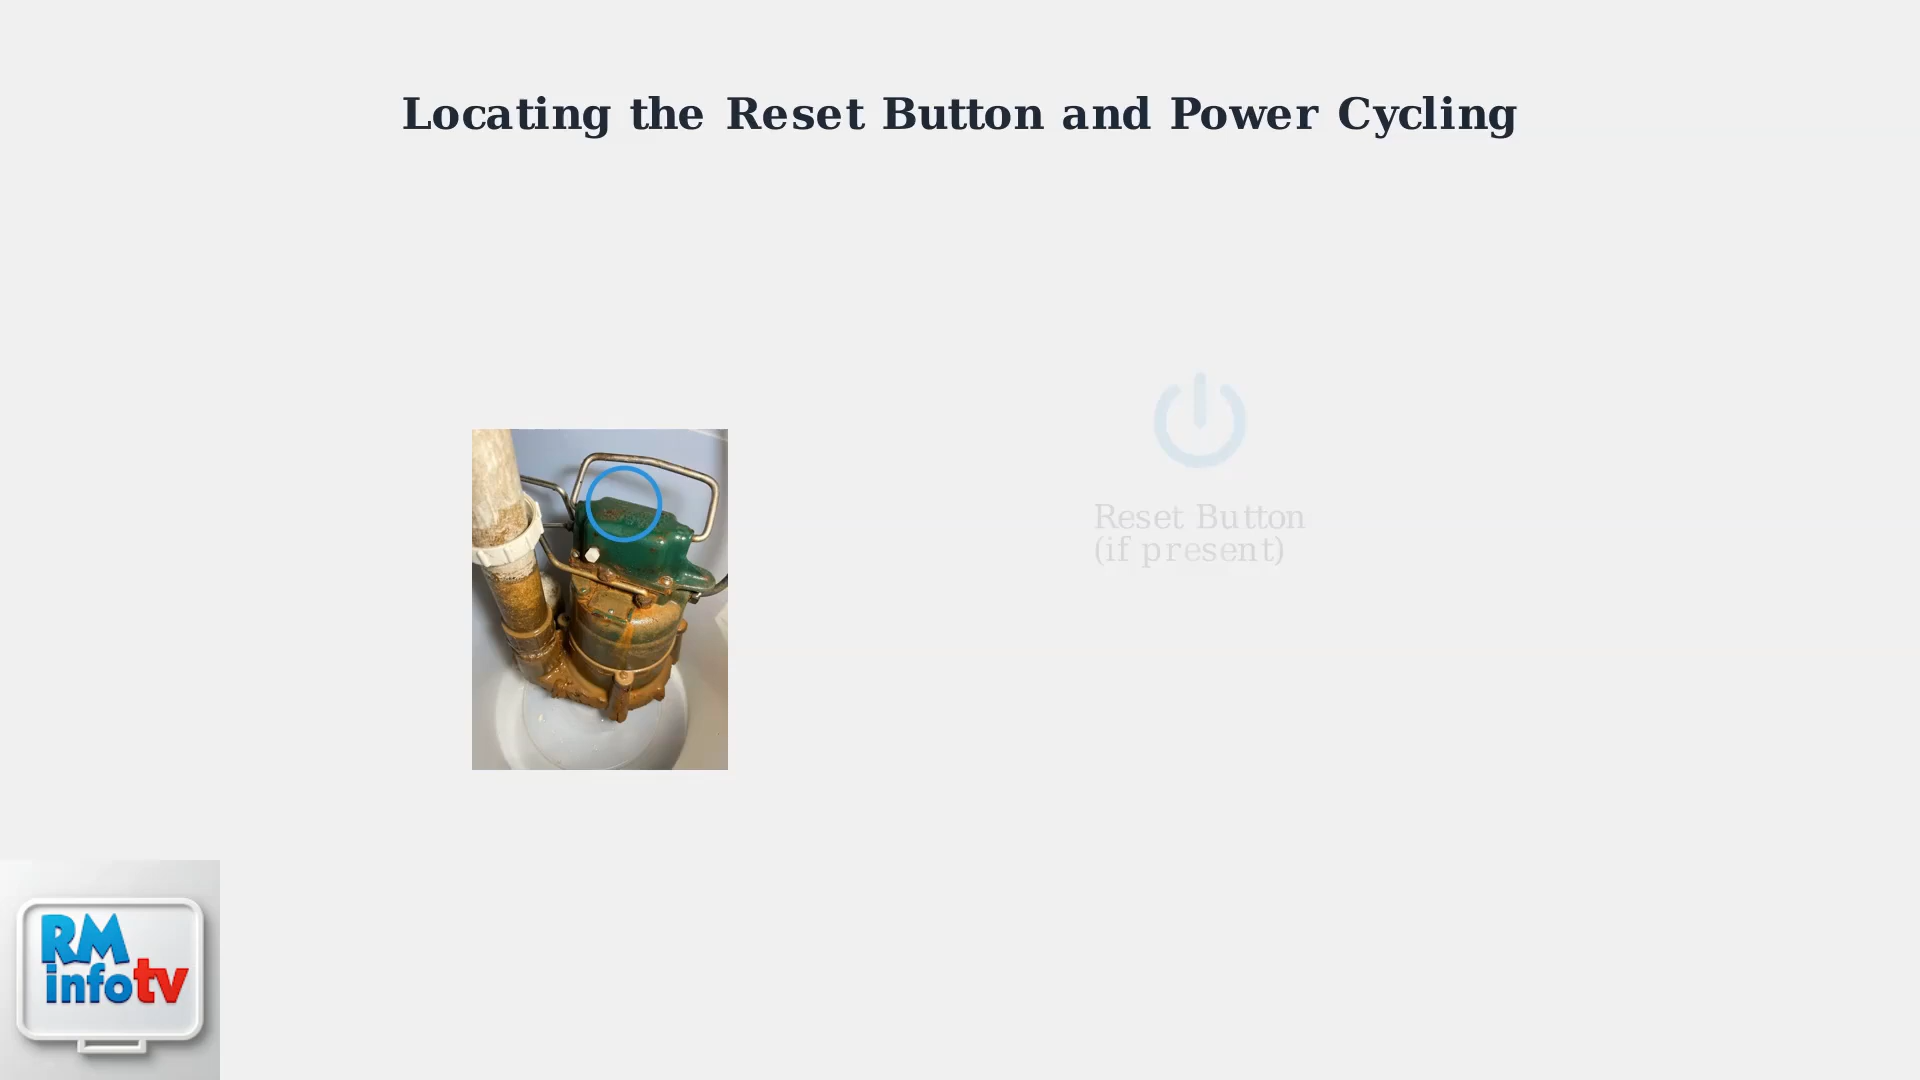 Locating the Reset Button and Power Cycling
Reset Button
(if present)
RM
infotv